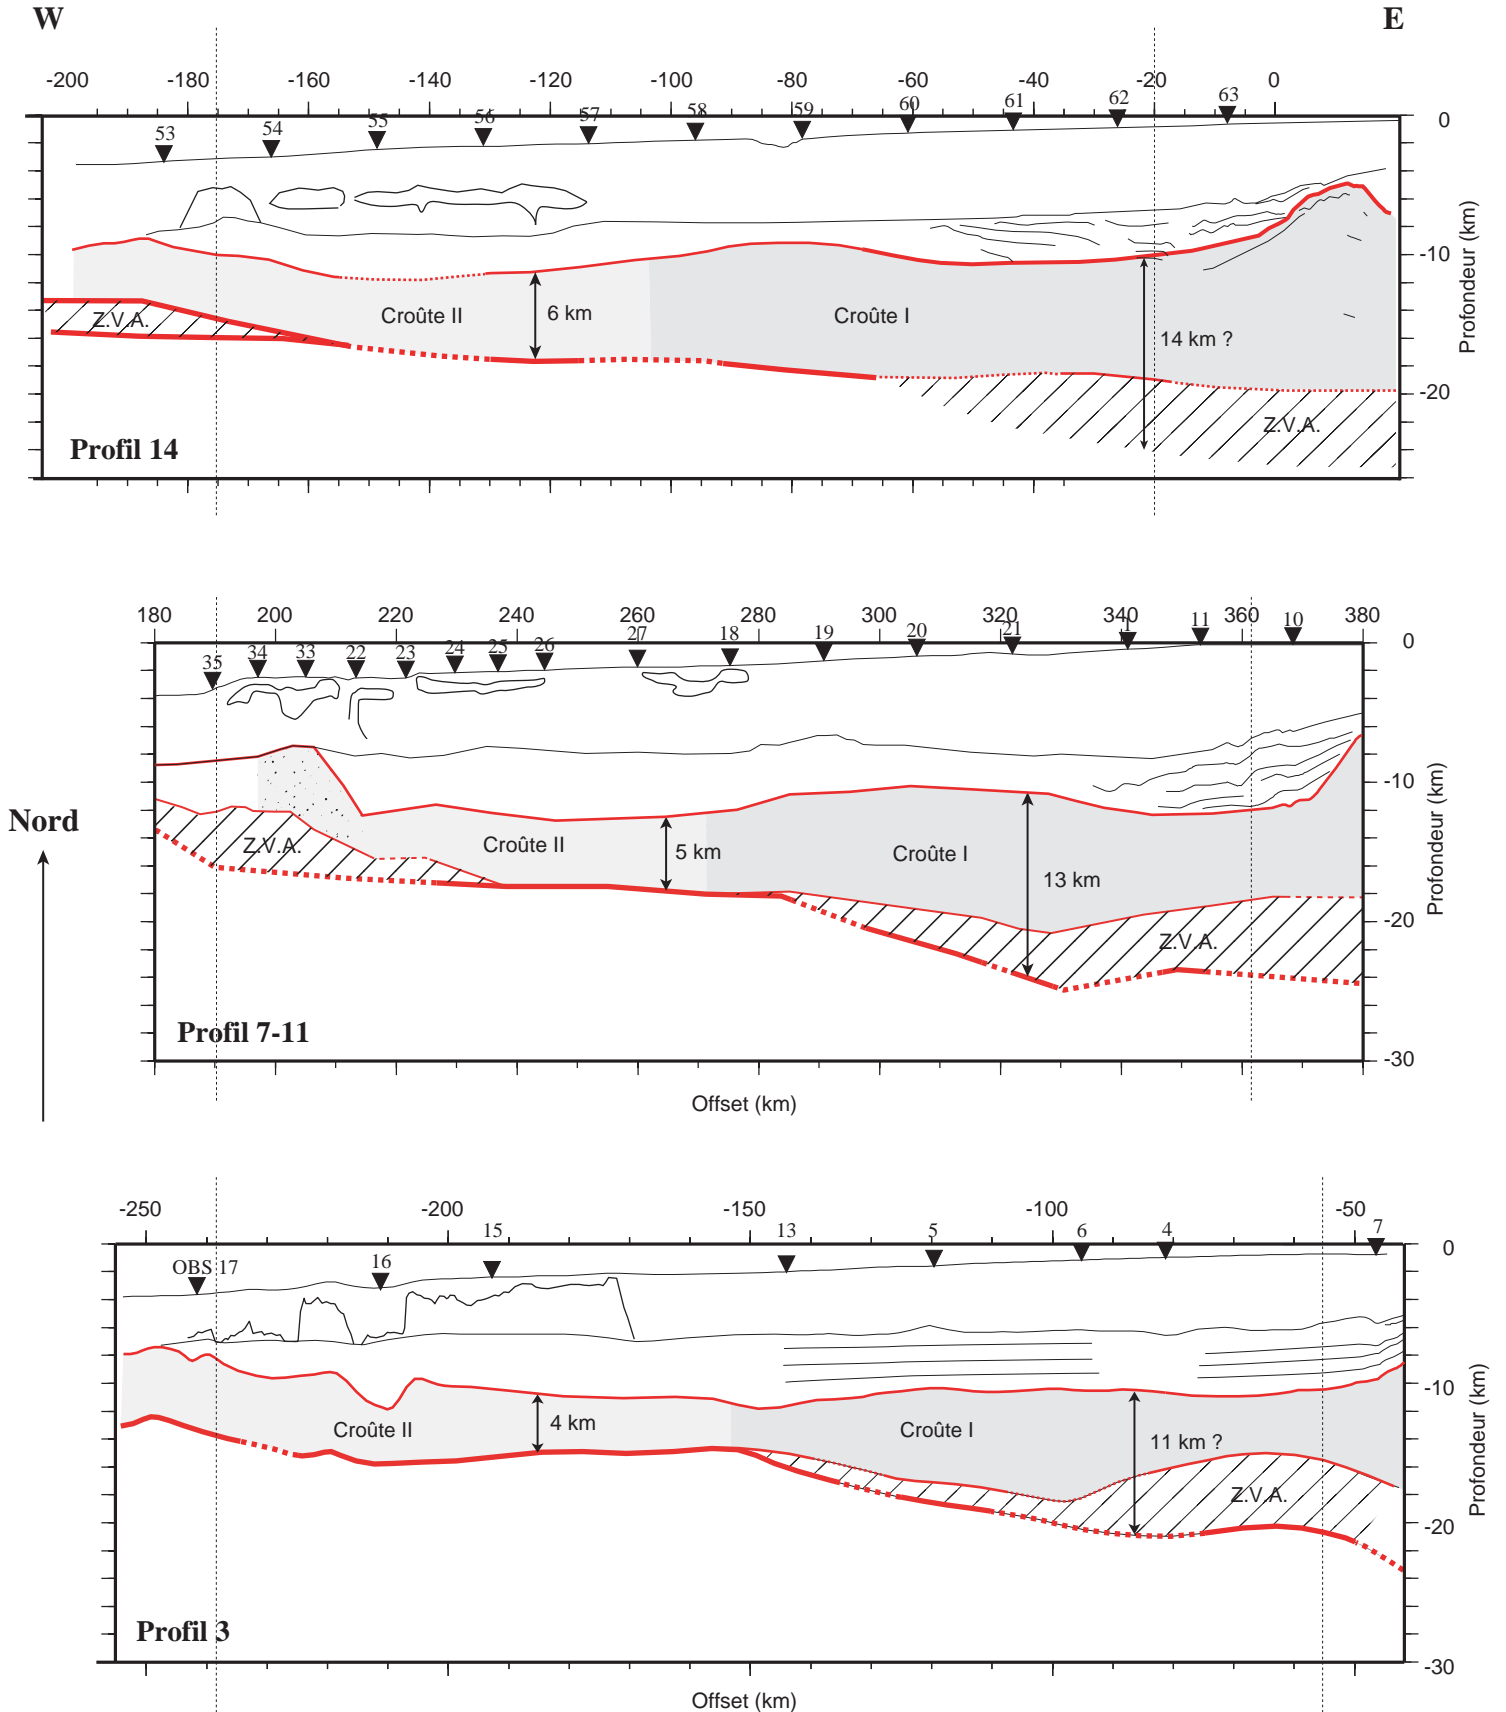 W E
-200 -180 -160 -140 -120 -100 -80 -60 -40 -20 0
53 54 55 56 57 58 59 60 61 62 63
0
-10
-20
Profondeur (km)
Z.V.A.
Croûte II
6 km
Croûte I
14 km ?
Z.V.A.
Profil 14
180 200 220 240 260 280 300 320 340 360 380
35 34 33 22 23 24 25 26 27 18 19 20 21 1 11 10
0
-10
-20
-30
Profondeur (km)
Nord
Z.V.A.
Croûte II
5 km
Croûte I
13 km
Z.V.A.
Profil 7-11
Offset (km)
-250 -200 -150 -100 -50
OBS 17 16 15 13 5 6 4 7
0
-10
-20
-30
Profondeur (km)
Croûte II
4 km
Croûte I
11 km ?
Z.V.A.
Profil 3
Offset (km)